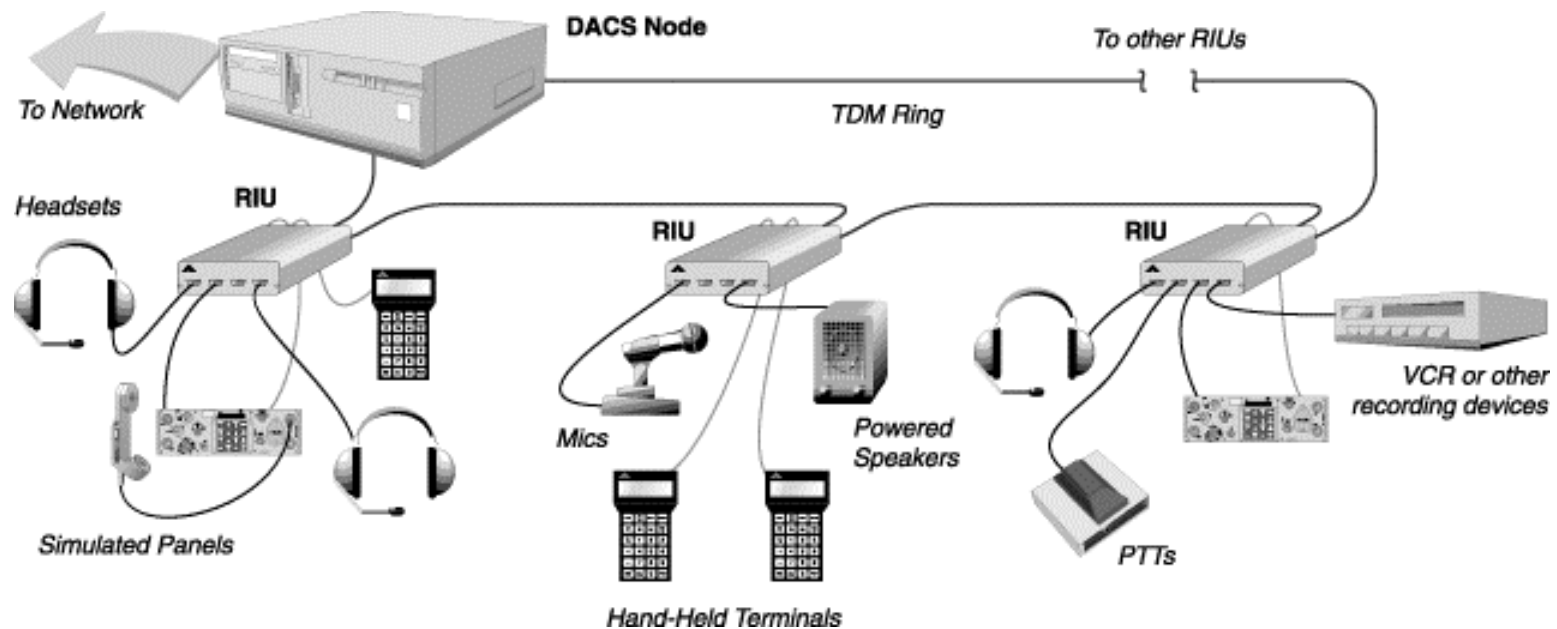 DACS Node
To other RIUs
To Network
TDM Ring
Headsets
RIU
RIU
RIU
Mics
Powered
Speakers
VCR or other
recording devices
Simulated Panels
PTTs
Hand-Held Terminals